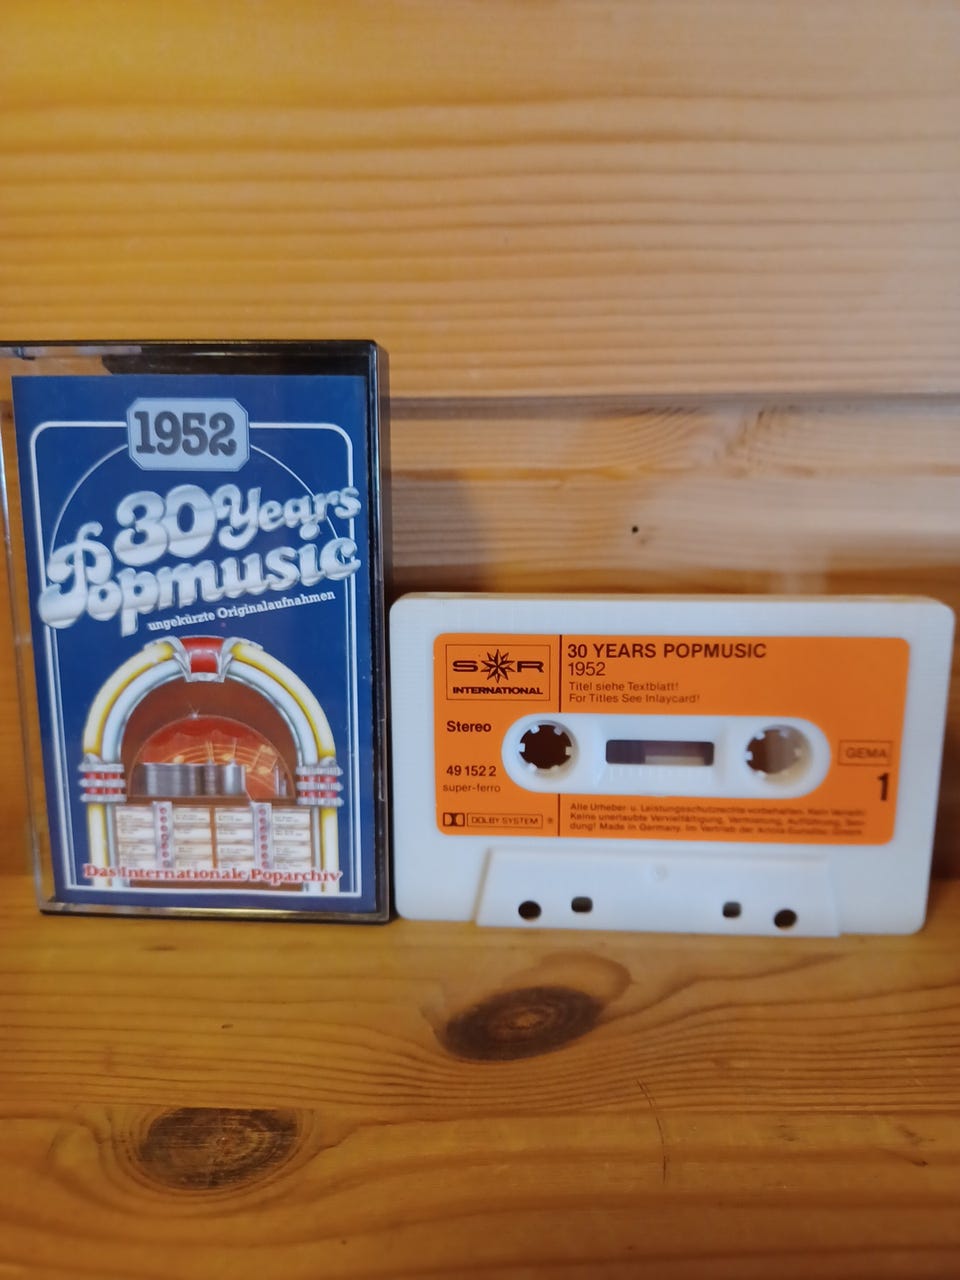 1952
30 Years
Popmusic
ungekürzte Originalaufnahmen
Das Internationale Poparchiv
S R
INTERNATIONAL
30 YEARS POPMUSIC
1952
Titel siehe Textblatt!
For Titles See Inlaycard!
Stereo
49 152 2
super-ferro
DOLBY SYSTEM ®
GEMA
1
Alle Urheber- u. Leistungsschutzrechte vorbehalten. Kein Verleih!
Keine unerlaubte Vervielfältigung, Vermietung, Aufführung, Sen-
dung! Made in Germany. Im Vertrieb der Ariola-Eurodisc